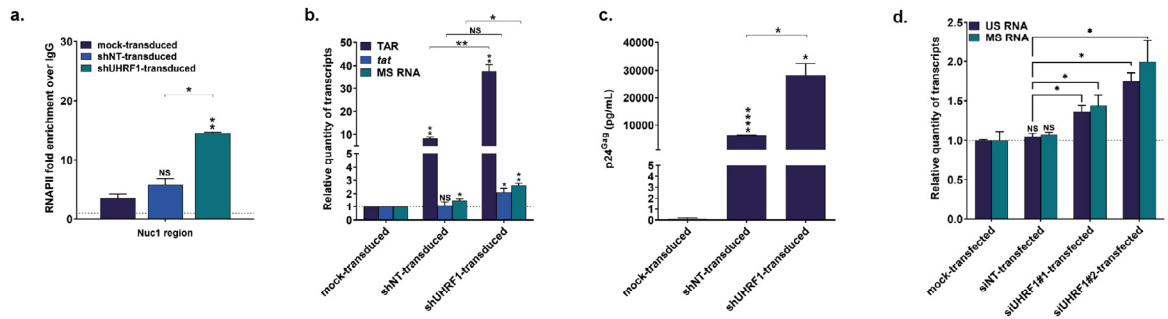 a.
mock-transduced
shNT-transduced
shUHRF1-transduced
RNAPII fold enrichment over IgG
30
20
10
0
*
NS
**
Nuc1 region
b.
TAR
tat
MS RNA
Relative quantity of transcripts
50
40
30
20
10
5
4
3
2
1
0
*
NS
**
**
NS
*
**
*
**
mock-transduced
shNT-transduced
shUHRF1-transduced
c.
p24Gag (pg/mL)
40000
30000
20000
10000
5
4
3
2
1
0
*
****
*
mock-transduced
shNT-transduced
shUHRF1-transduced
d.
US RNA
MS RNA
Relative quantity of transcripts
2.5
2.0
1.5
1.0
0.5
0.0
*
*
*
*
NS NS
mock-transfected
siNT-transfected
siUHRF1#1-transfected
siUHRF1#2-transfected